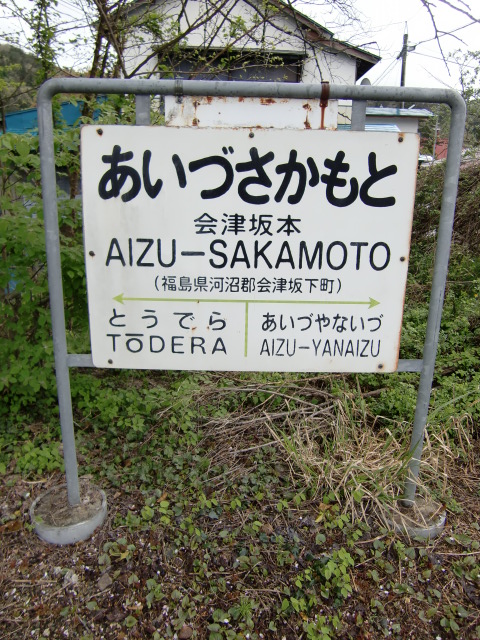 あいづさかもと
会津坂本
AIZU-SAKAMOTO
(福島県河沼郡会津坂下町)
とうでら
TŌDERA
あいづやないづ
AIZU-YANAIZU